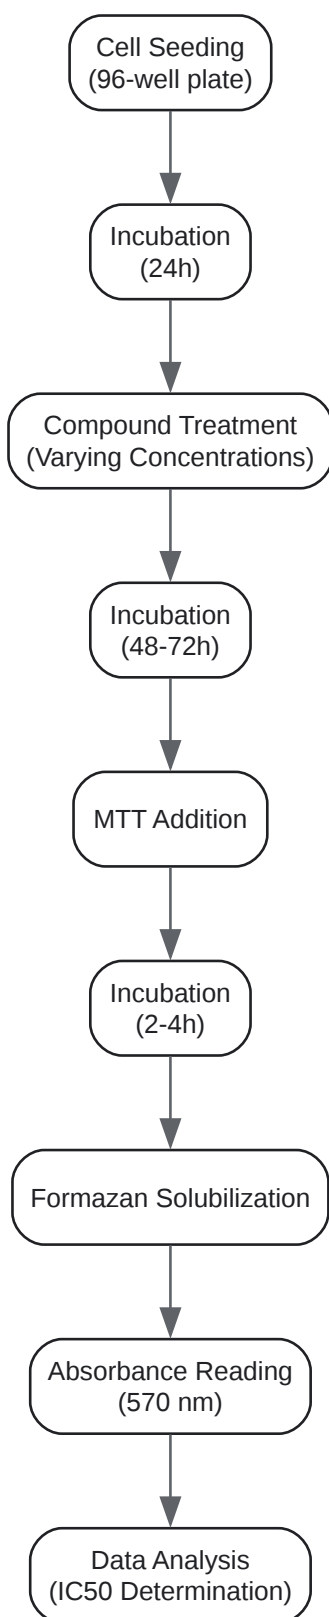 Cell Seeding
(96-well plate)
Incubation
(24h)
Compound Treatment
(Varying Concentrations)
Incubation
(48-72h)
MTT Addition
Incubation
(2-4h)
Formazan Solubilization
Absorbance Reading
(570 nm)
Data Analysis
(IC50 Determination)